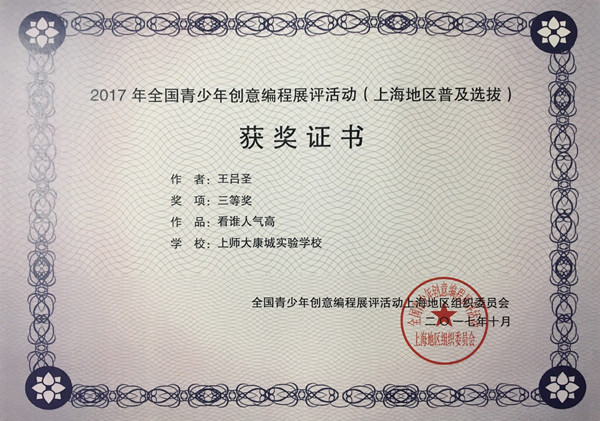 2017 年全国青少年创意编程展评活动（上海地区普及选拔）
获奖证书
作 者：王吕圣
奖 项：三等奖
作 品：看谁人气高
学 校：上师大康城实验学校
全国青少年创意编程展评活动上海地区组织委员会
二〇一七年十月
全国青少年创意编程展评活动
上海地区组织委员会